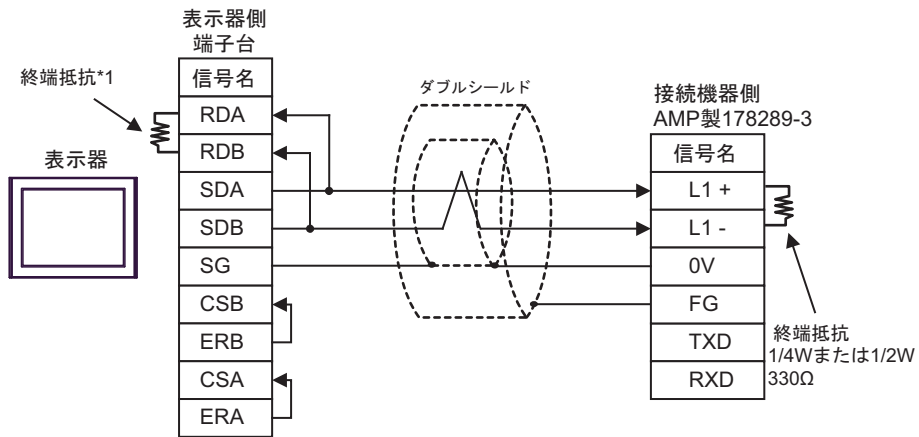 表示器側
端子台
信号名
終端抵抗*1
RDA
RDB
SDA
SDB
SG
CSB
ERB
CSA
ERA
表示器
ダブルシールド
接続機器側
AMP製178289-3
信号名
L1 +
L1 -
0V
FG
TXD
RXD
終端抵抗
1/4Wまたは1/2W
330Ω